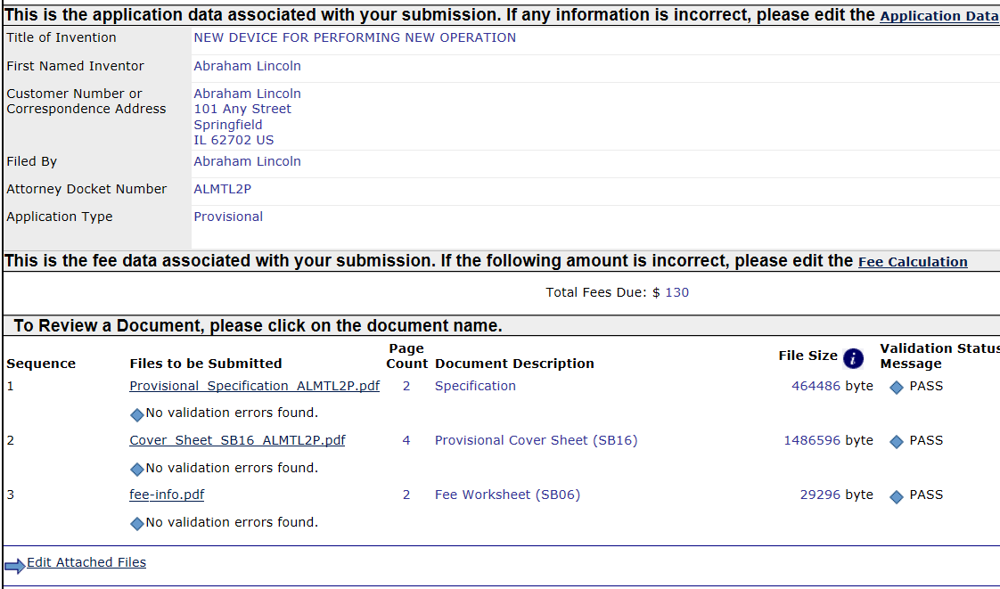 This is the application data associated with your submission. If any information is incorrect, please edit the Application Data
Title of Invention NEW DEVICE FOR PERFORMING NEW OPERATION
First Named Inventor Abraham Lincoln
Customer Number or Abraham Lincoln
Correspondence Address 101 Any Street
Springfield
IL 62702 US
Filed By Abraham Lincoln
Attorney Docket Number ALMTL2P
Application Type Provisional
This is the fee data associated with your submission. If the following amount is incorrect, please edit the Fee Calculation
Total Fees Due: $ 130
To Review a Document, please click on the document name.
Sequence Files to be Submitted Page Count Document Description File Size i Validation Status Message
1 Provisional_Specification_ALMTL2P.pdf 2 Specification 464486 byte PASS
No validation errors found.
2 Cover_Sheet_SB16_ALMTL2P.pdf 4 Provisional Cover Sheet (SB16) 1486596 byte PASS
No validation errors found.
3 fee-info.pdf 2 Fee Worksheet (SB06) 29296 byte PASS
No validation errors found.
Edit Attached Files